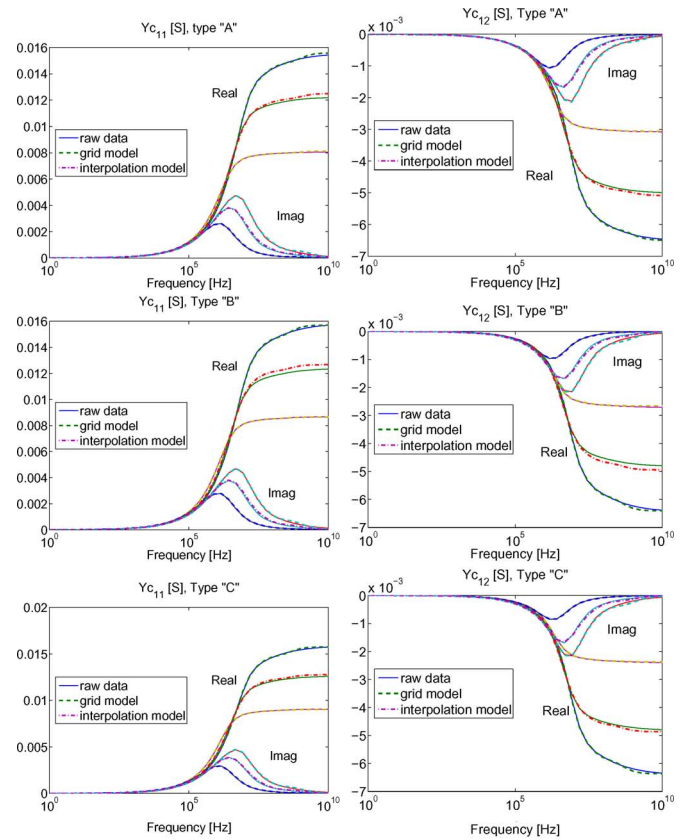 Yc11 [S], type "A"
0.016
0.014
0.012
0.01
0.008
0.006
0.004
0.002
0
Real
Imag
raw data
grid model
interpolation model
10^0 10^5 10^10
Frequency [Hz]
Yc12 [S], Type "A"
x 10^-3
0
−1
−2
−3
−4
−5
−6
−7
Imag
Real
raw data
grid model
interpolation model
10^0 10^5 10^10
Frequency [Hz]
Yc11 [S], Type "B"
0.016
0.014
0.012
0.01
0.008
0.006
0.004
0.002
0
Real
Imag
raw data
grid model
interpolation model
10^0 10^5 10^10
Frequency [Hz]
Yc12 [S], Type "B"
x 10^-3
0
−1
−2
−3
−4
−5
−6
−7
Imag
Real
raw data
grid model
interpolation model
10^0 10^5 10^10
Frequency [Hz]
Yc11 [S], Type "C"
0.02
0.015
0.01
0.005
0
Real
Imag
raw data
grid model
interpolation model
10^0 10^5 10^10
Frequency [Hz]
Yc12 [S], Type "C"
x 10^-3
0
−1
−2
−3
−4
−5
−6
−7
Imag
Real
raw data
grid model
interpolation model
10^0 10^5 10^10
Frequency [Hz]